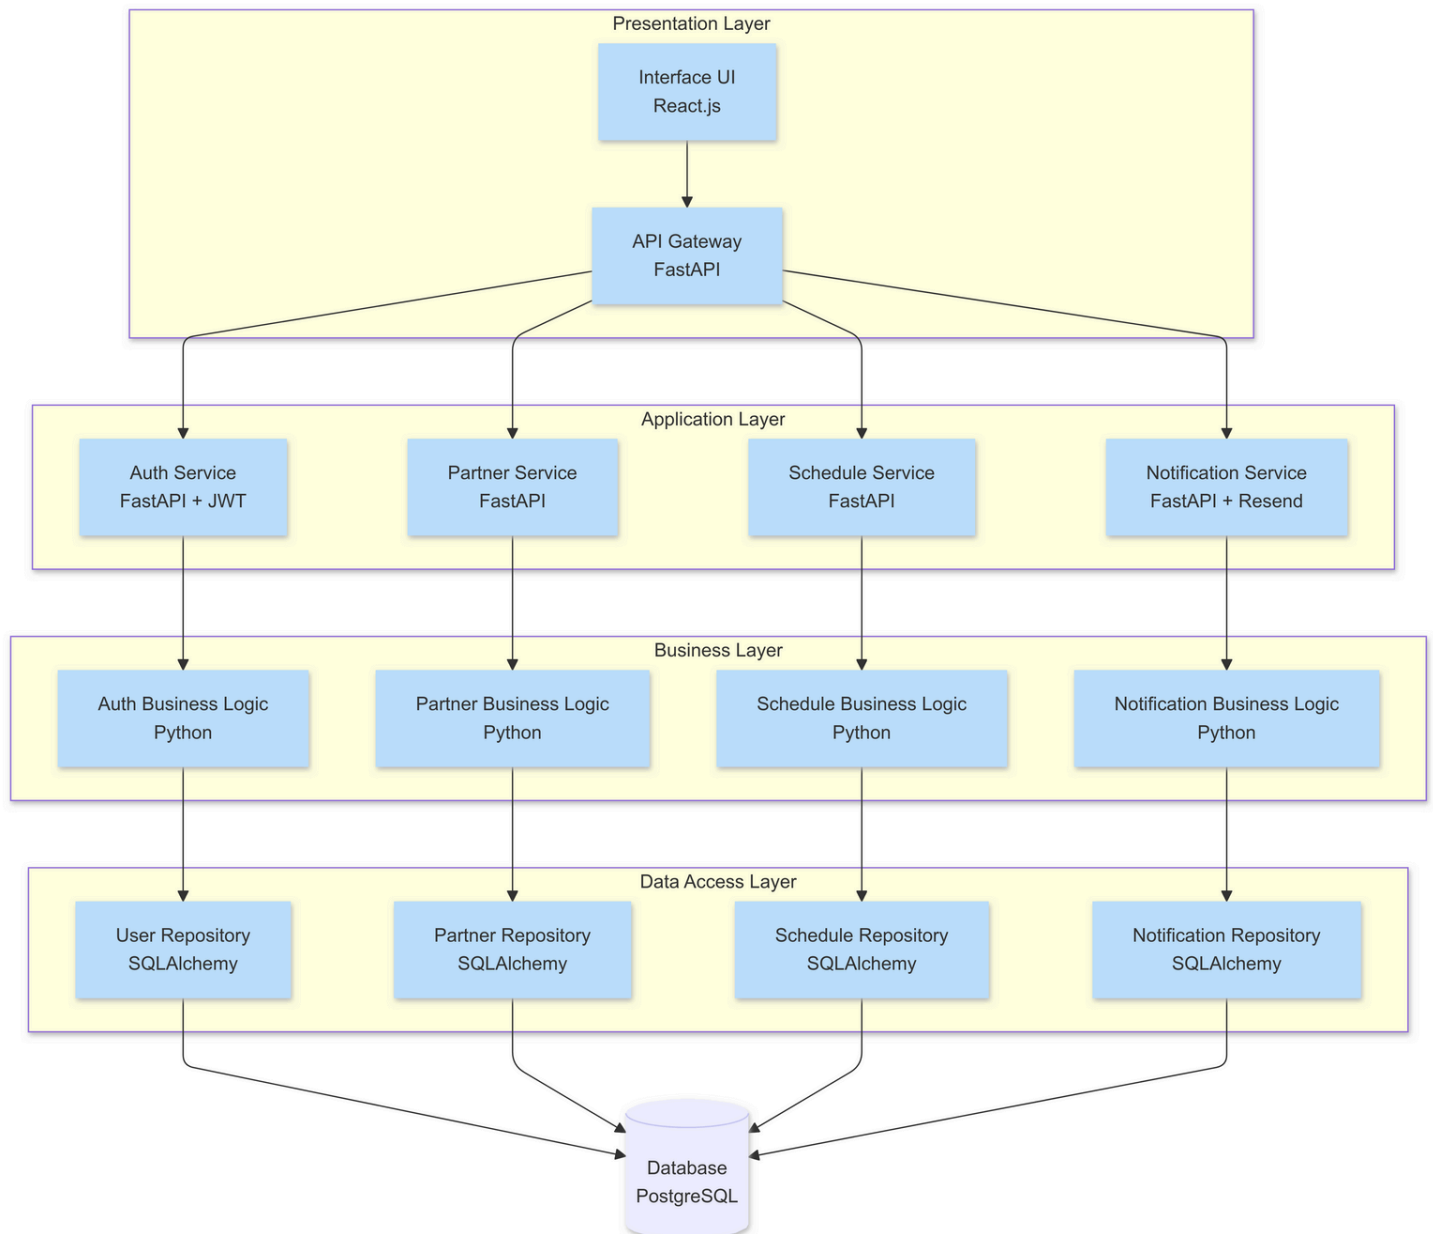 Presentation Layer
Interface UI
React.js
API Gateway
FastAPI
Application Layer
Auth Service
FastAPI + JWT
Partner Service
FastAPI
Schedule Service
FastAPI
Notification Service
FastAPI + Resend
Business Layer
Auth Business Logic
Python
Partner Business Logic
Python
Schedule Business Logic
Python
Notification Business Logic
Python
Data Access Layer
User Repository
SQLAlchemy
Partner Repository
SQLAlchemy
Schedule Repository
SQLAlchemy
Notification Repository
SQLAlchemy
Database
PostgreSQL